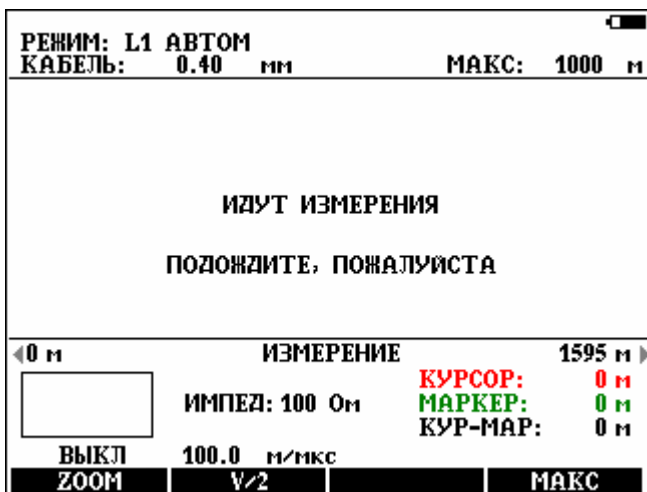 РЕЖИМ: L1 АВТОМ
КАБЕЛЬ: 0.40 мм МАКС: 1000 м
ИДУТ ИЗМЕРЕНИЯ
ПОДОЖДИТЕ, ПОЖАЛУЙСТА
0 м ИЗМЕРЕНИЕ 1595 м
КУРСОР: 0 м
ИМПЕД: 100 Ом МАРКЕР: 0 м
КУР-МАР: 0 м
ВЫКЛ 100.0 м/мкс
ZOOM V/2 МАКС